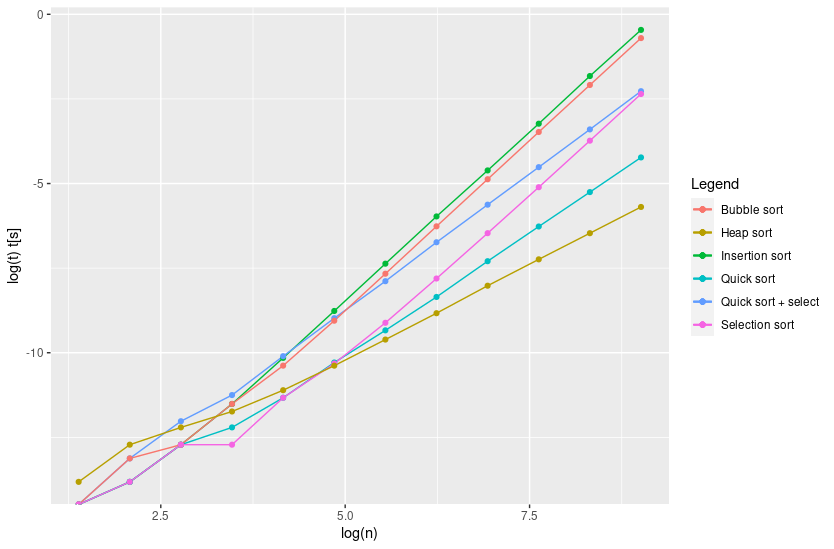 0
-5
-10
log(t) t[s]
2.5
5.0
7.5
log(n)
Legend
Bubble sort
Heap sort
Insertion sort
Quick sort
Quick sort + select
Selection sort